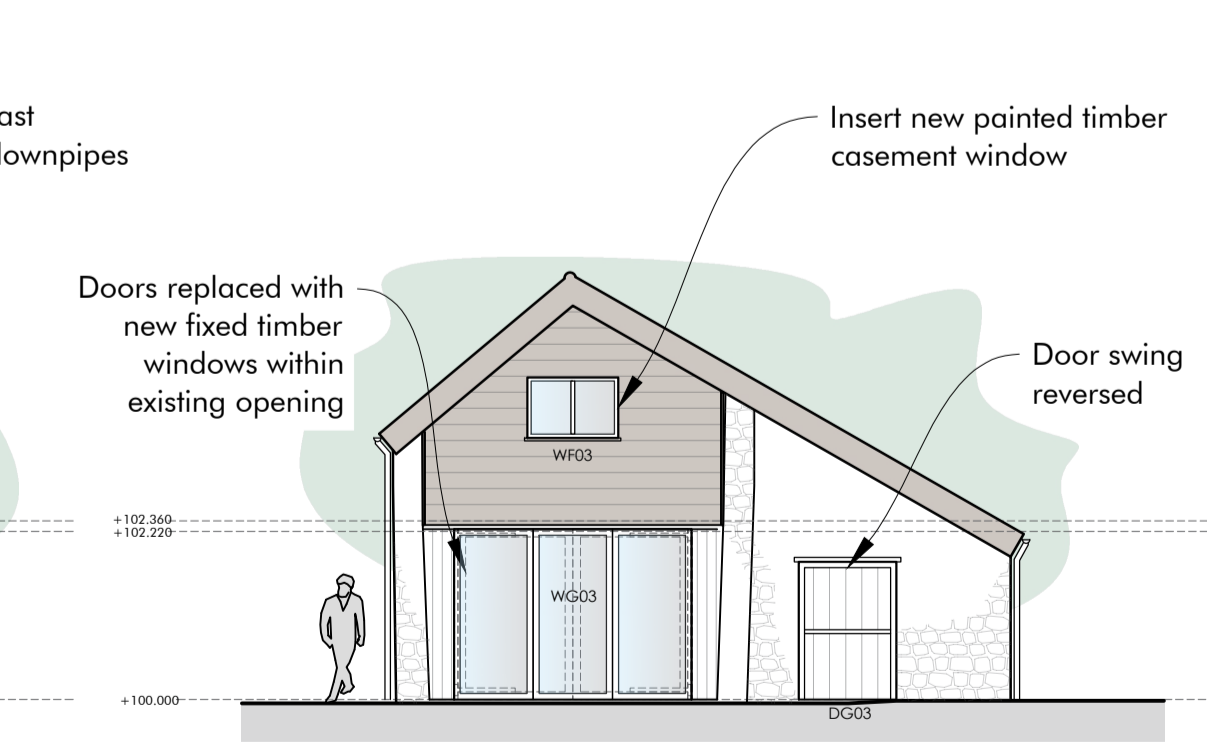 ast
downpipes
Insert new painted timber
casement window
Doors replaced with
new fixed timber
windows within
existing opening
Door swing
reversed
WF03
+102.360
+102.220
WG03
+100.000
DG03